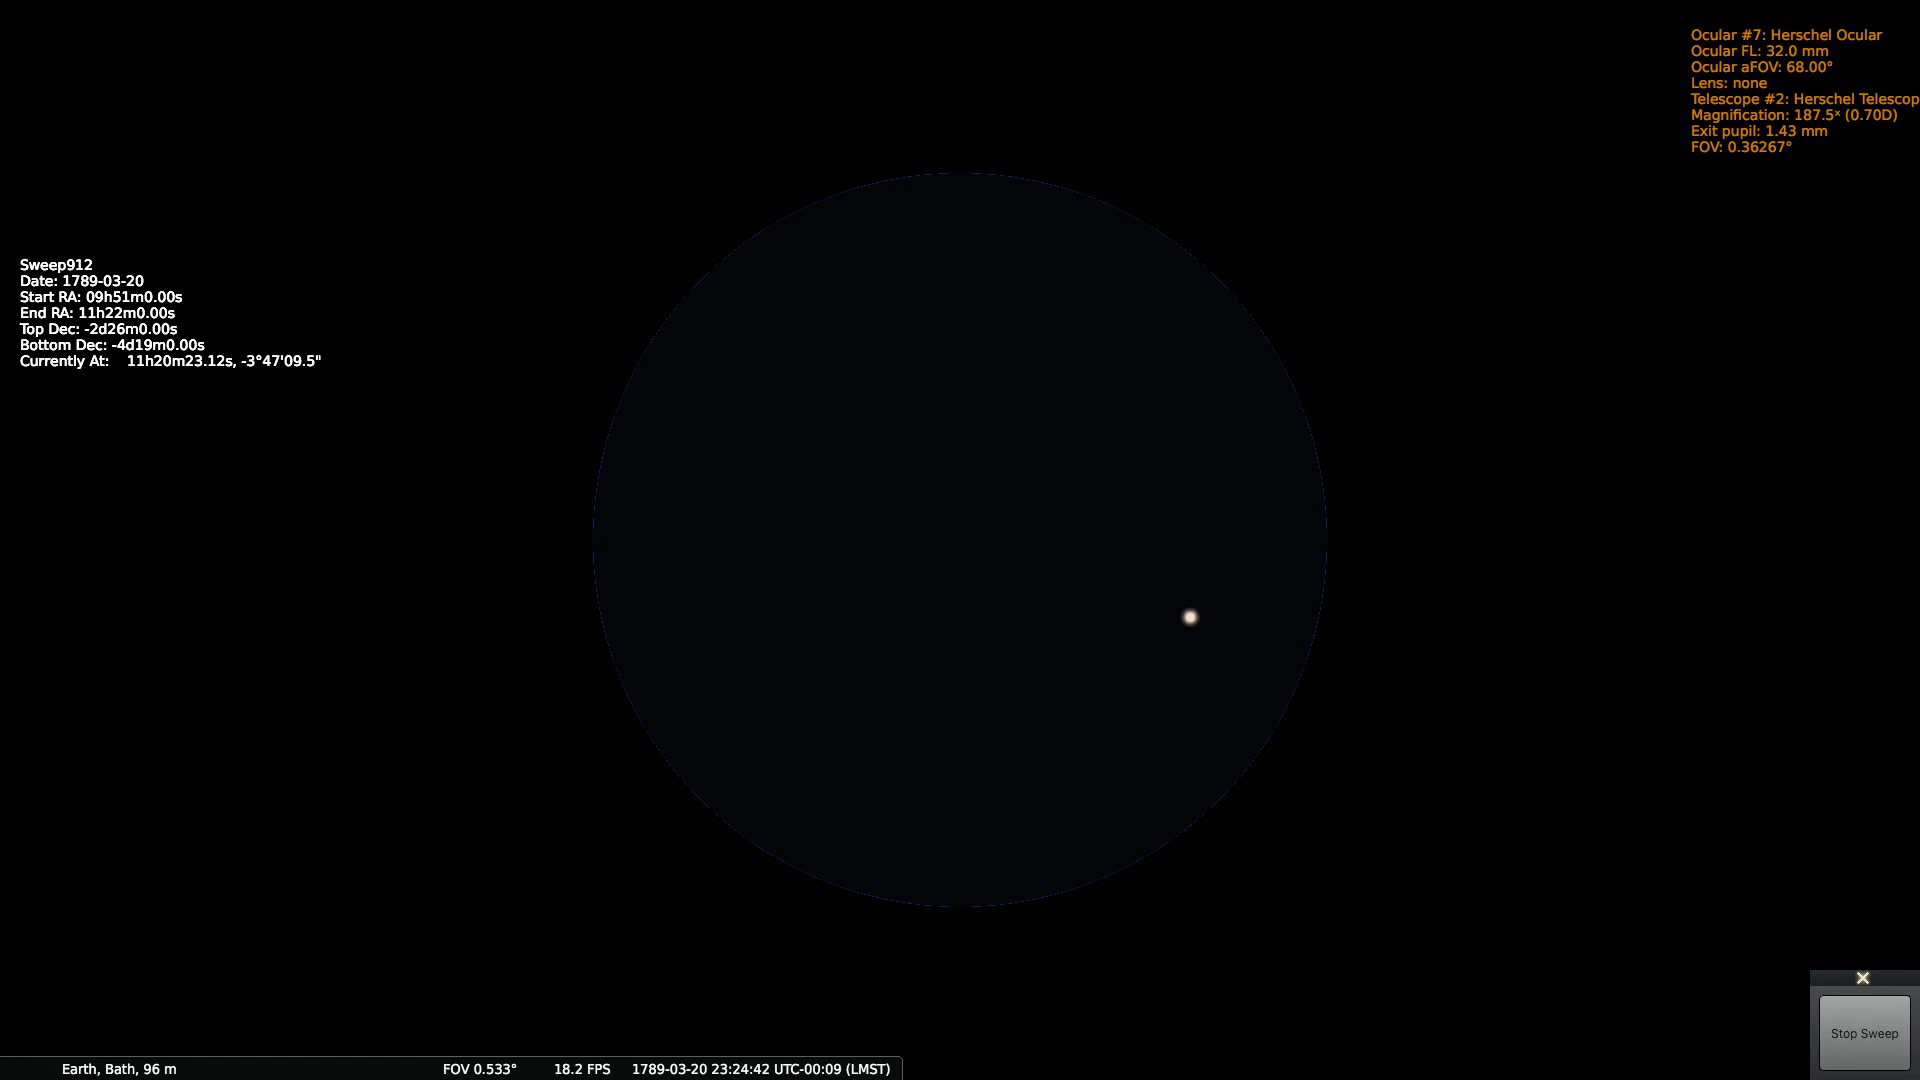 Ocular #7: Herschel Ocular
Ocular FL: 32.0 mm
Ocular aFOV: 68.00°
Lens: none
Telescope #2: Herschel Telescop
Magnification: 187.5ˣ (0.70D)
Exit pupil: 1.43 mm
FOV: 0.36267°
Sweep912
Date: 1789-03-20
Start RA: 09h51m0.00s
End RA: 11h22m0.00s
Top Dec: -2d26m0.00s
Bottom Dec: -4d19m0.00s
Currently At: 11h20m23.12s, -3°47'09.5"
Stop Sweep
Earth, Bath, 96 m FOV 0.533° 18.2 FPS 1789-03-20 23:24:42 UTC-00:09 (LMST)